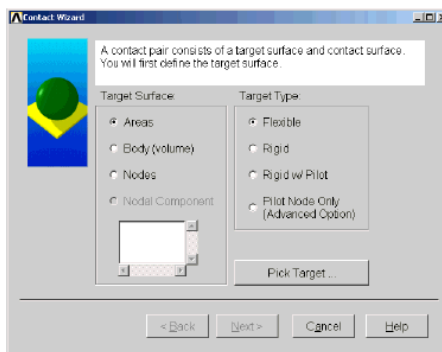 Contact Wizard
A contact pair consists of a target surface and contact surface.
You will first define the target surface.
Target Surface:
Areas
Body (volume)
Nodes
Nodal Component
Target Type:
Flexible
Rigid
Rigid w/ Pilot
Pilot Node Only
(Advanced Option)
Pick Target ...
< Back
Next >
Cancel
Help